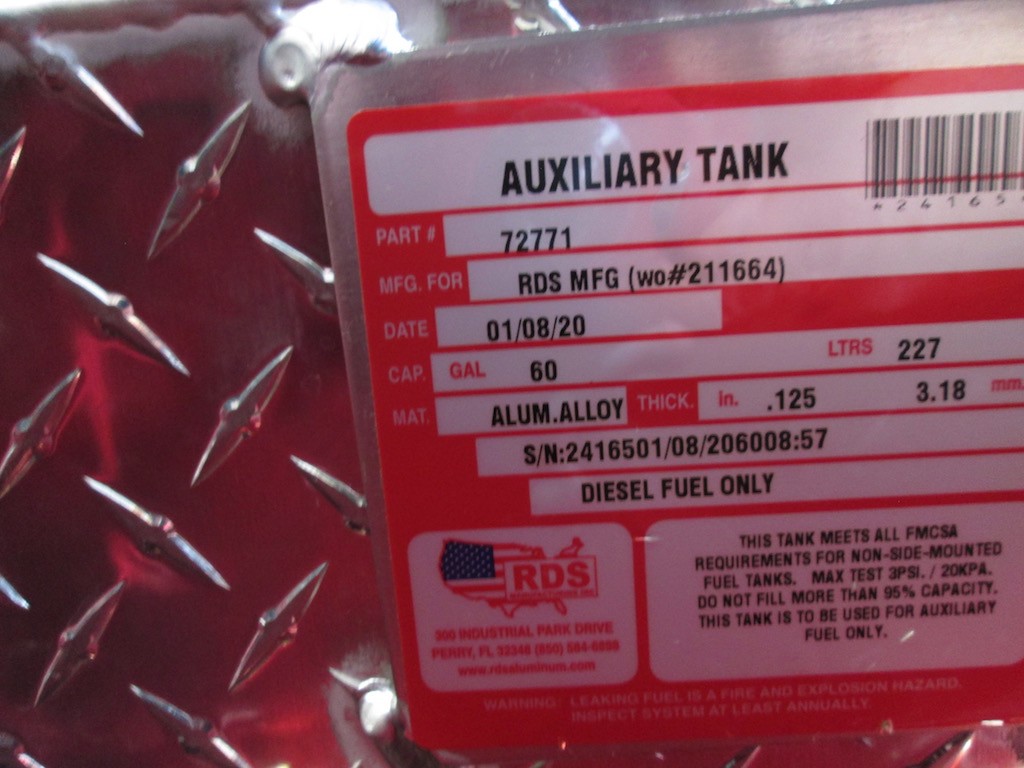 AUXILIARY TANK
*24165
PART # 72771
MFG. FOR RDS MFG (wo#211664)
DATE 01/08/20
CAP. GAL 60 LTRS 227
MAT. ALUM.ALLOY THICK. in. .125 3.18 mm.
S/N:2416501/08/206008:57
DIESEL FUEL ONLY
RDS
300 INDUSTRIAL PARK DRIVE
PERRY, FL 32348 (850) 584-6898
www.rdsaluminum.com
THIS TANK MEETS ALL FMCSA
REQUIREMENTS FOR NON-SIDE-MOUNTED
FUEL TANKS. MAX TEST 3PSI. / 20KPA.
DO NOT FILL MORE THAN 95% CAPACITY.
THIS TANK IS TO BE USED FOR AUXILIARY
FUEL ONLY.
WARNING: LEAKING FUEL IS A FIRE AND EXPLOSION HAZARD.
INSPECT SYSTEM AT LEAST ANNUALLY.